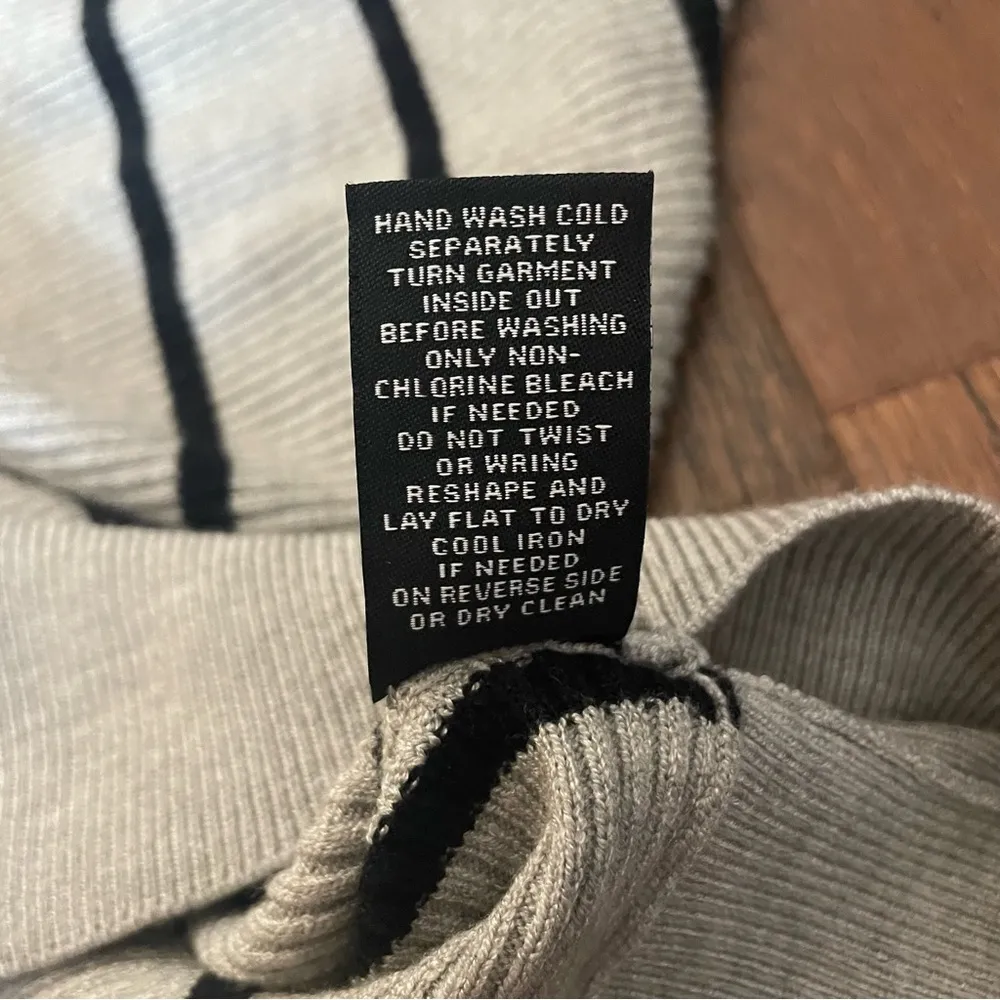 HAND WASH COLD
SEPARATELY
TURN GARMENT
INSIDE OUT
BEFORE WASHING
ONLY NON-
CHLORINE BLEACH
IF NEEDED
DO NOT TWIST
OR WRING
RESHAPE AND
LAY FLAT TO DRY
COOL IRON
IF NEEDED
ON REVERSE SIDE
OR DRY CLEAN